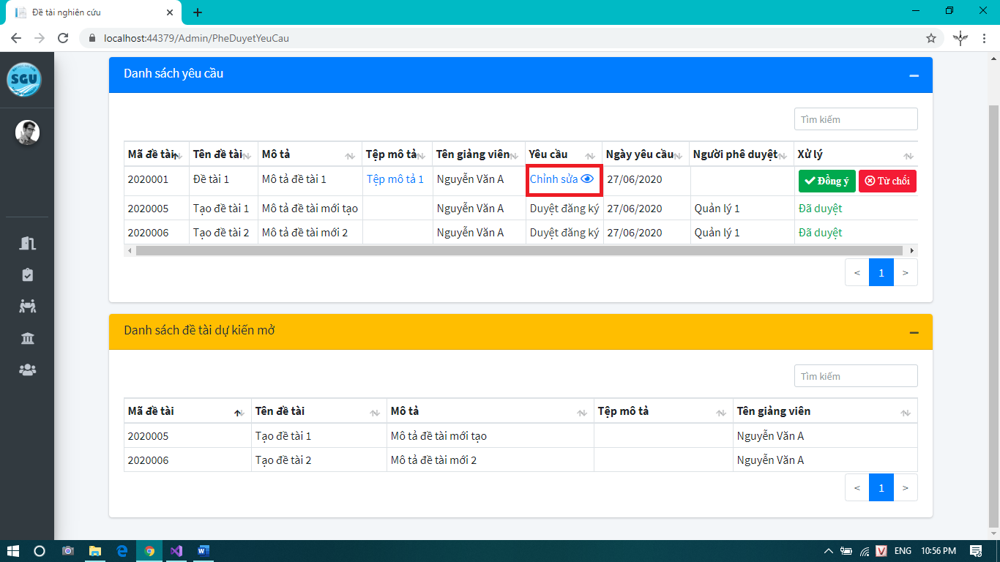 Đề tài nghiên cứu
localhost:44379/Admin/PheDuyetYeuCau
SGU
Danh sách yêu cầu
Tìm kiếm
Mã đề tài Tên đề tài Mô tả Tệp mô tả Tên giảng viên Yêu cầu Ngày yêu cầu Người phê duyệt Xử lý
2020001 Đề tài 1 Mô tả đề tài 1 Tệp mô tả 1 Nguyễn Văn A Chỉnh sửa 27/06/2020 Đồng ý Từ chối
2020005 Tạo đề tài 1 Mô tả đề tài mới tạo Nguyễn Văn A Duyệt đăng ký 27/06/2020 Quản lý 1 Đã duyệt
2020006 Tạo đề tài 2 Mô tả đề tài mới 2 Nguyễn Văn A Duyệt đăng ký 27/06/2020 Quản lý 1 Đã duyệt
< 1 >
Danh sách đề tài dự kiến mở
Tìm kiếm
Mã đề tài Tên đề tài Mô tả Tệp mô tả Tên giảng viên
2020005 Tạo đề tài 1 Mô tả đề tài mới tạo Nguyễn Văn A
2020006 Tạo đề tài 2 Mô tả đề tài mới 2 Nguyễn Văn A
< 1 >
ENG 10:56 PM